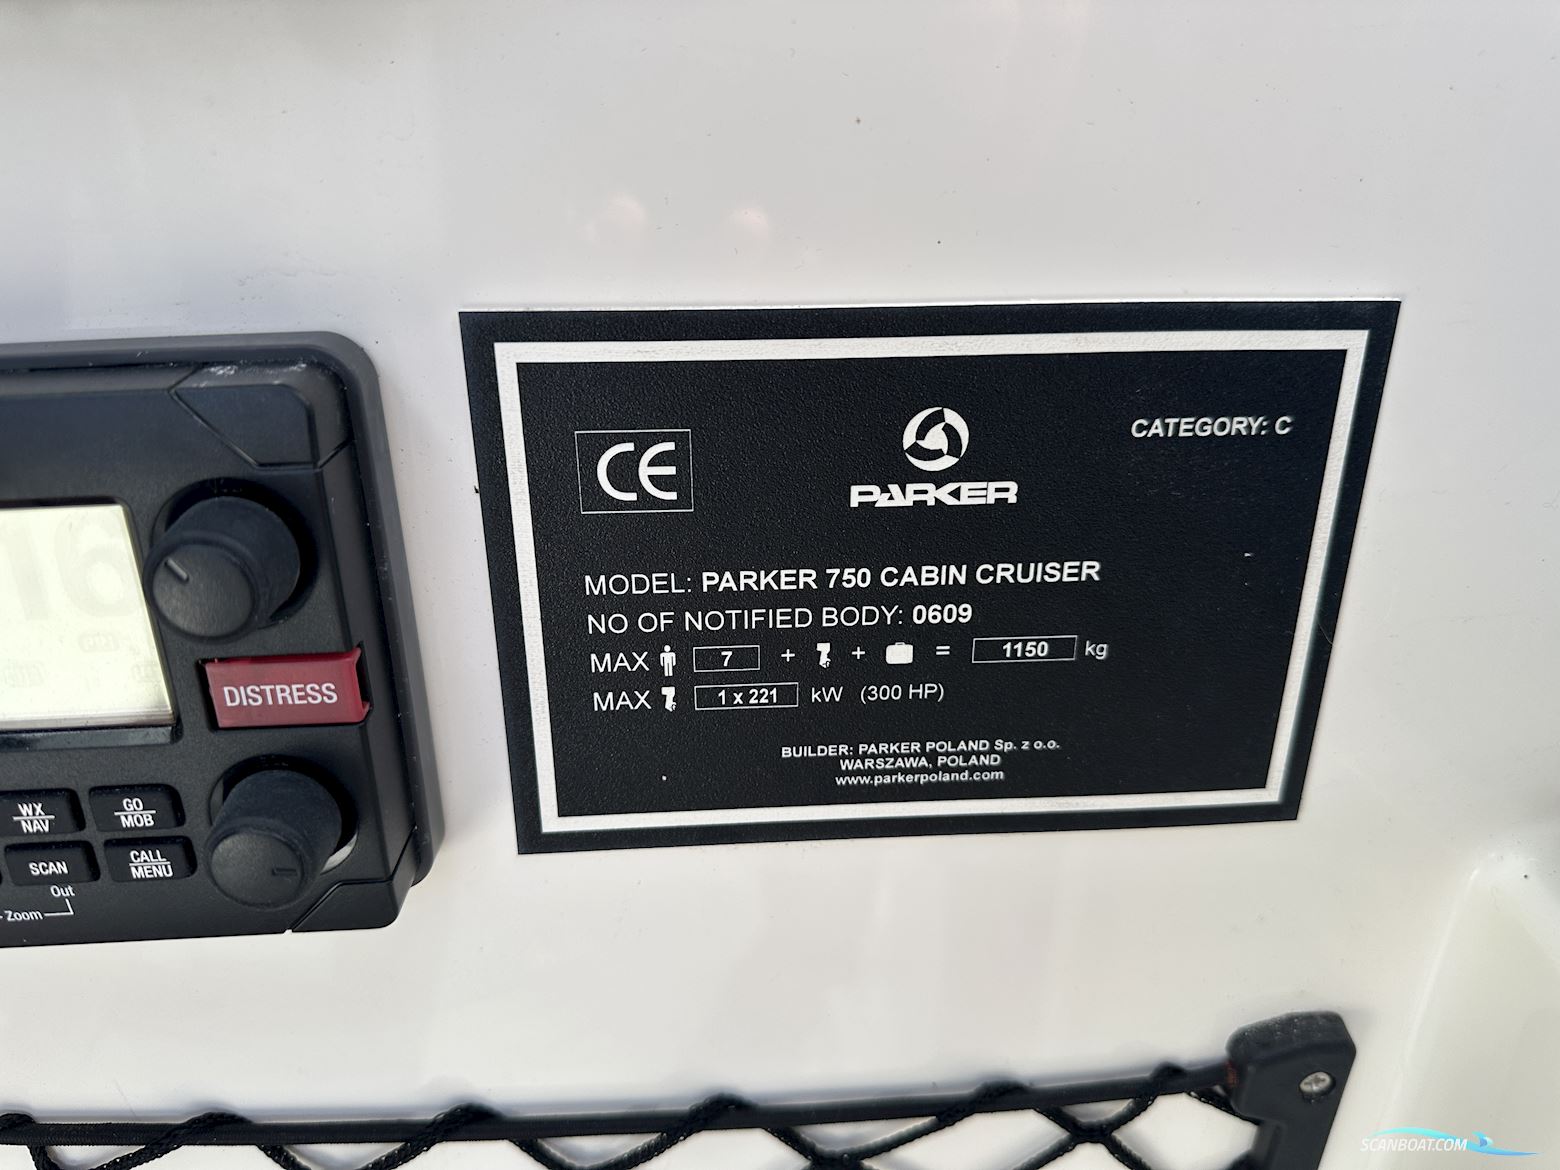 CE
PARKER
CATEGORY: C
MODEL: PARKER 750 CABIN CRUISER
NO OF NOTIFIED BODY: 0609
MAX 7 + + = 1150 kg
MAX 1 x 221 kW (300 HP)
BUILDER: PARKER POLAND Sp. z o.o.
WARSZAWA, POLAND
www.parkerpoland.com
DISTRESS
WX
NAV
GO
MOB
SCAN
CALL
MENU
Out
- Zoom
SCANBOAT.COM